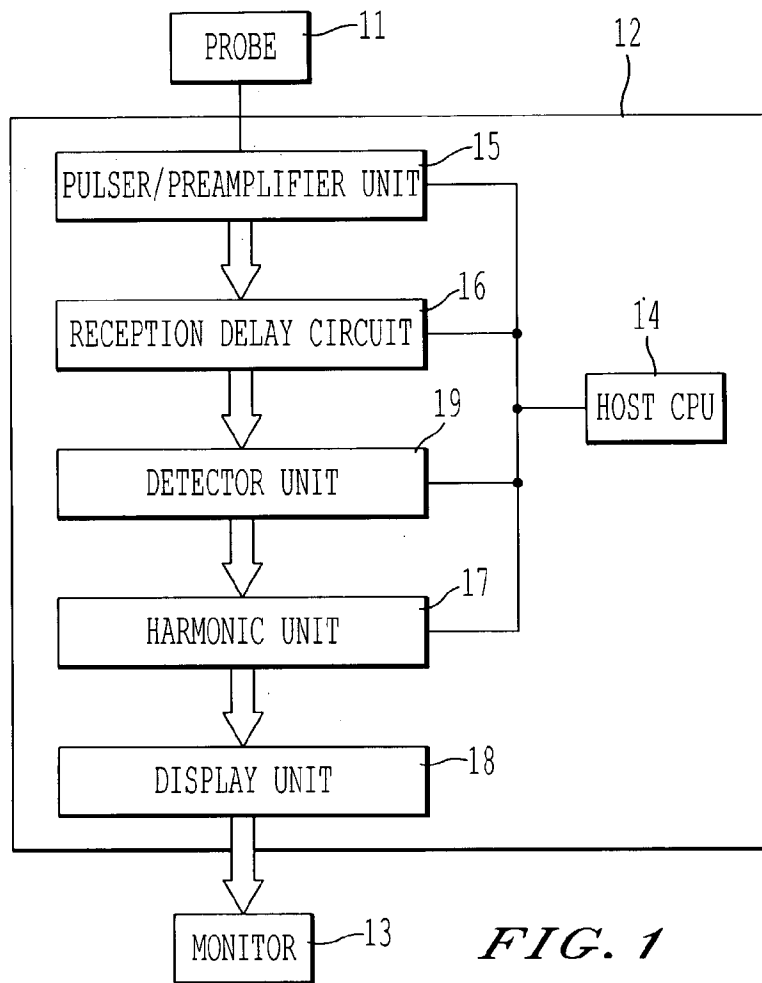 PROBE
11
12
15
PULSER/PREAMPLIFIER UNIT
16
RECEPTION DELAY CIRCUIT
14
HOST CPU
19
DETECTOR UNIT
17
HARMONIC UNIT
18
DISPLAY UNIT
MONITOR
13
FIG. 1